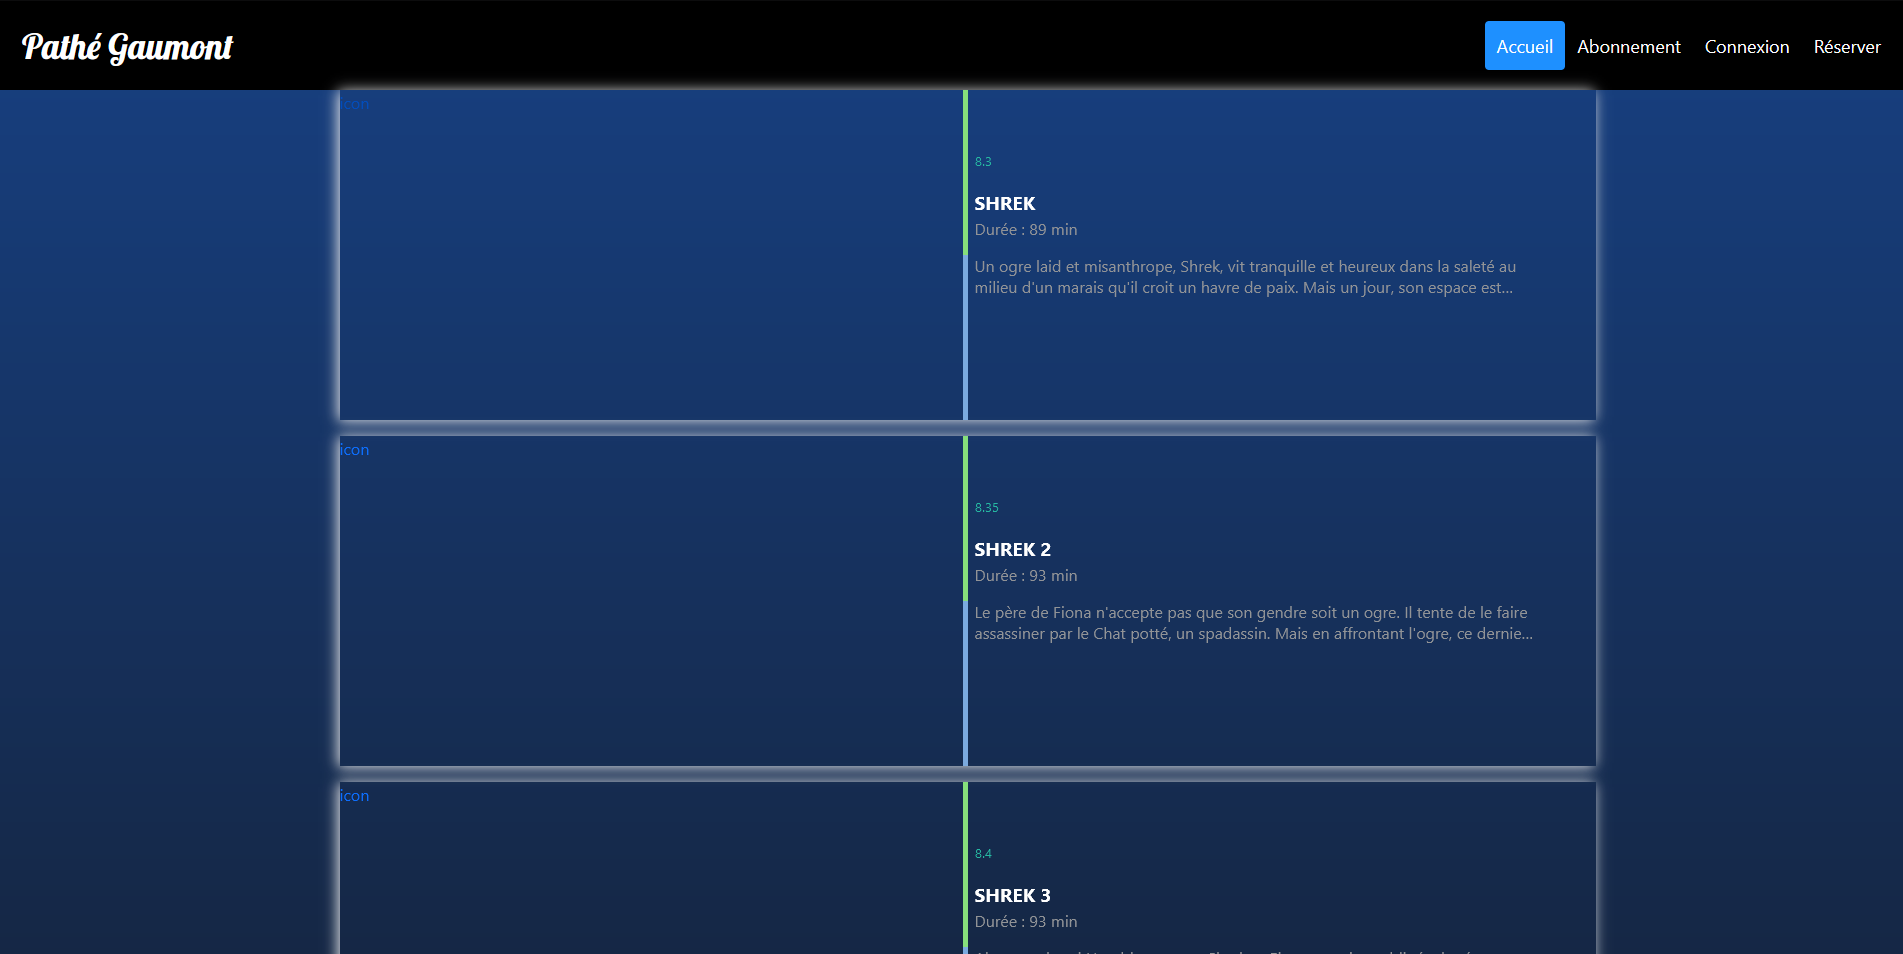 Pathé Gaumont
Accueil Abonnement Connexion Réserver
icon
8.3
SHREK
Durée : 89 min
Un ogre laid et misanthrope, Shrek, vit tranquille et heureux dans la saleté au
milieu d'un marais qu'il croit un havre de paix. Mais un jour, son espace est...
icon
8.35
SHREK 2
Durée : 93 min
Le père de Fiona n'accepte pas que son gendre soit un ogre. Il tente de le faire
assassiner par le Chat potté, un spadassin. Mais en affrontant l'ogre, ce dernie...
icon
8.4
SHREK 3
Durée : 93 min